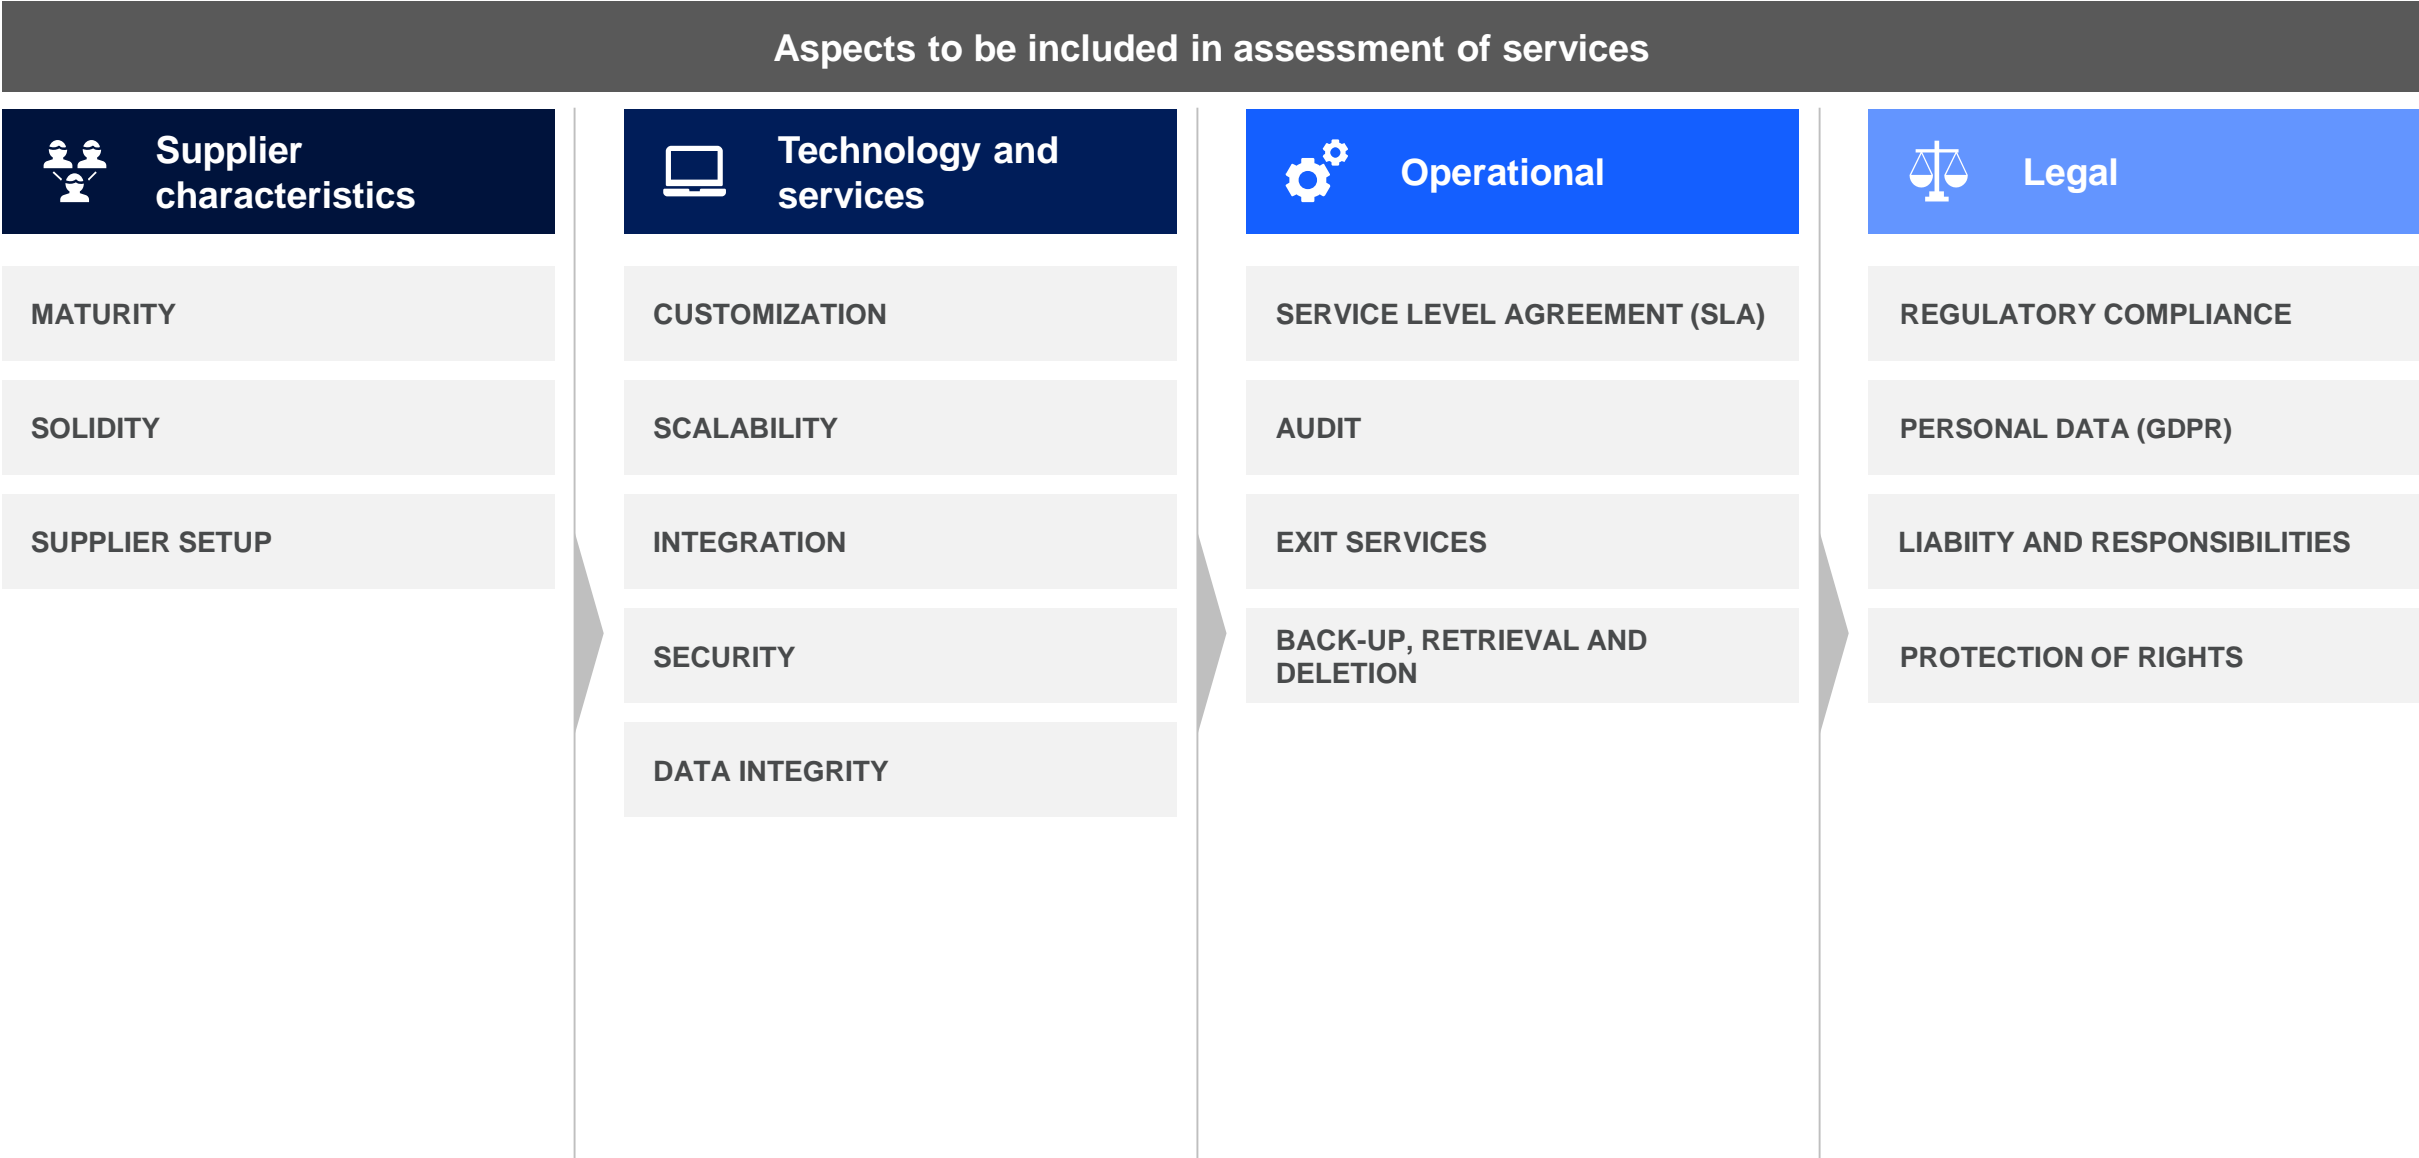 Aspects to be included in assessment of services
Supplier
characteristics
MATURITY
SOLIDITY
SUPPLIER SETUP
Technology and
services
CUSTOMIZATION
SCALABILITY
INTEGRATION
SECURITY
DATA INTEGRITY
Operational
SERVICE LEVEL AGREEMENT (SLA)
AUDIT
EXIT SERVICES
BACK-UP, RETRIEVAL AND
DELETION
Legal
REGULATORY COMPLIANCE
PERSONAL DATA (GDPR)
LIABIITY AND RESPONSIBILITIES
PROTECTION OF RIGHTS